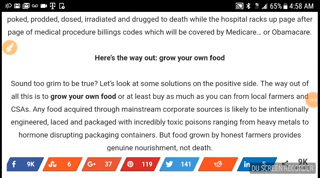 65% 4:58 AM
poked, prodded, dosed, irradiated and drugged to death while the hospital racks up page after
page of medical procedure billings codes which will be covered by Medicare... or Obamacare.
Here's the way out: grow your own food
Sound too grim to be true? Let's look at some solutions on the positive side. The way out of
all this is to grow your own food or at least buy as much as you can from local farmers and
CSAs. Any food acquired through mainstream corporate sources is likely to be intentionally
engineered, laced and packaged with incredibly toxic poisons ranging from heavy metals to
hormone disrupting packaging containers. But food grown by honest farmers provides
genuine nourishment, not death.
9K 6 37 119 141 9K
DU SCREEN RECORDER